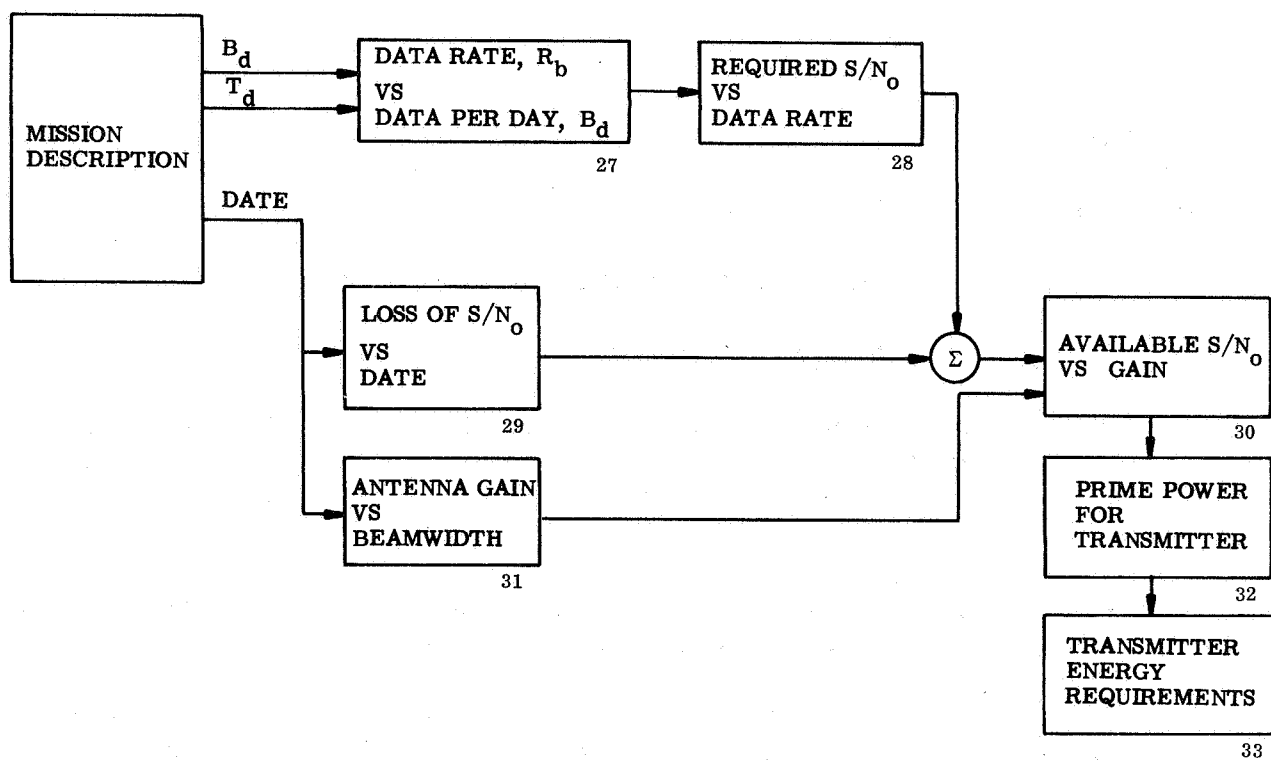 MISSION
DESCRIPTION
B_d
T_d
DATE
DATA RATE, R_b
VS
DATA PER DAY, B_d
27
REQUIRED S/N_o
VS
DATA RATE
28
LOSS OF S/N_o
VS
DATE
29
Σ
AVAILABLE S/N_o
VS GAIN
30
ANTENNA GAIN
VS
BEAMWIDTH
31
PRIME POWER
FOR
TRANSMITTER
32
TRANSMITTER
ENERGY
REQUIREMENTS
33